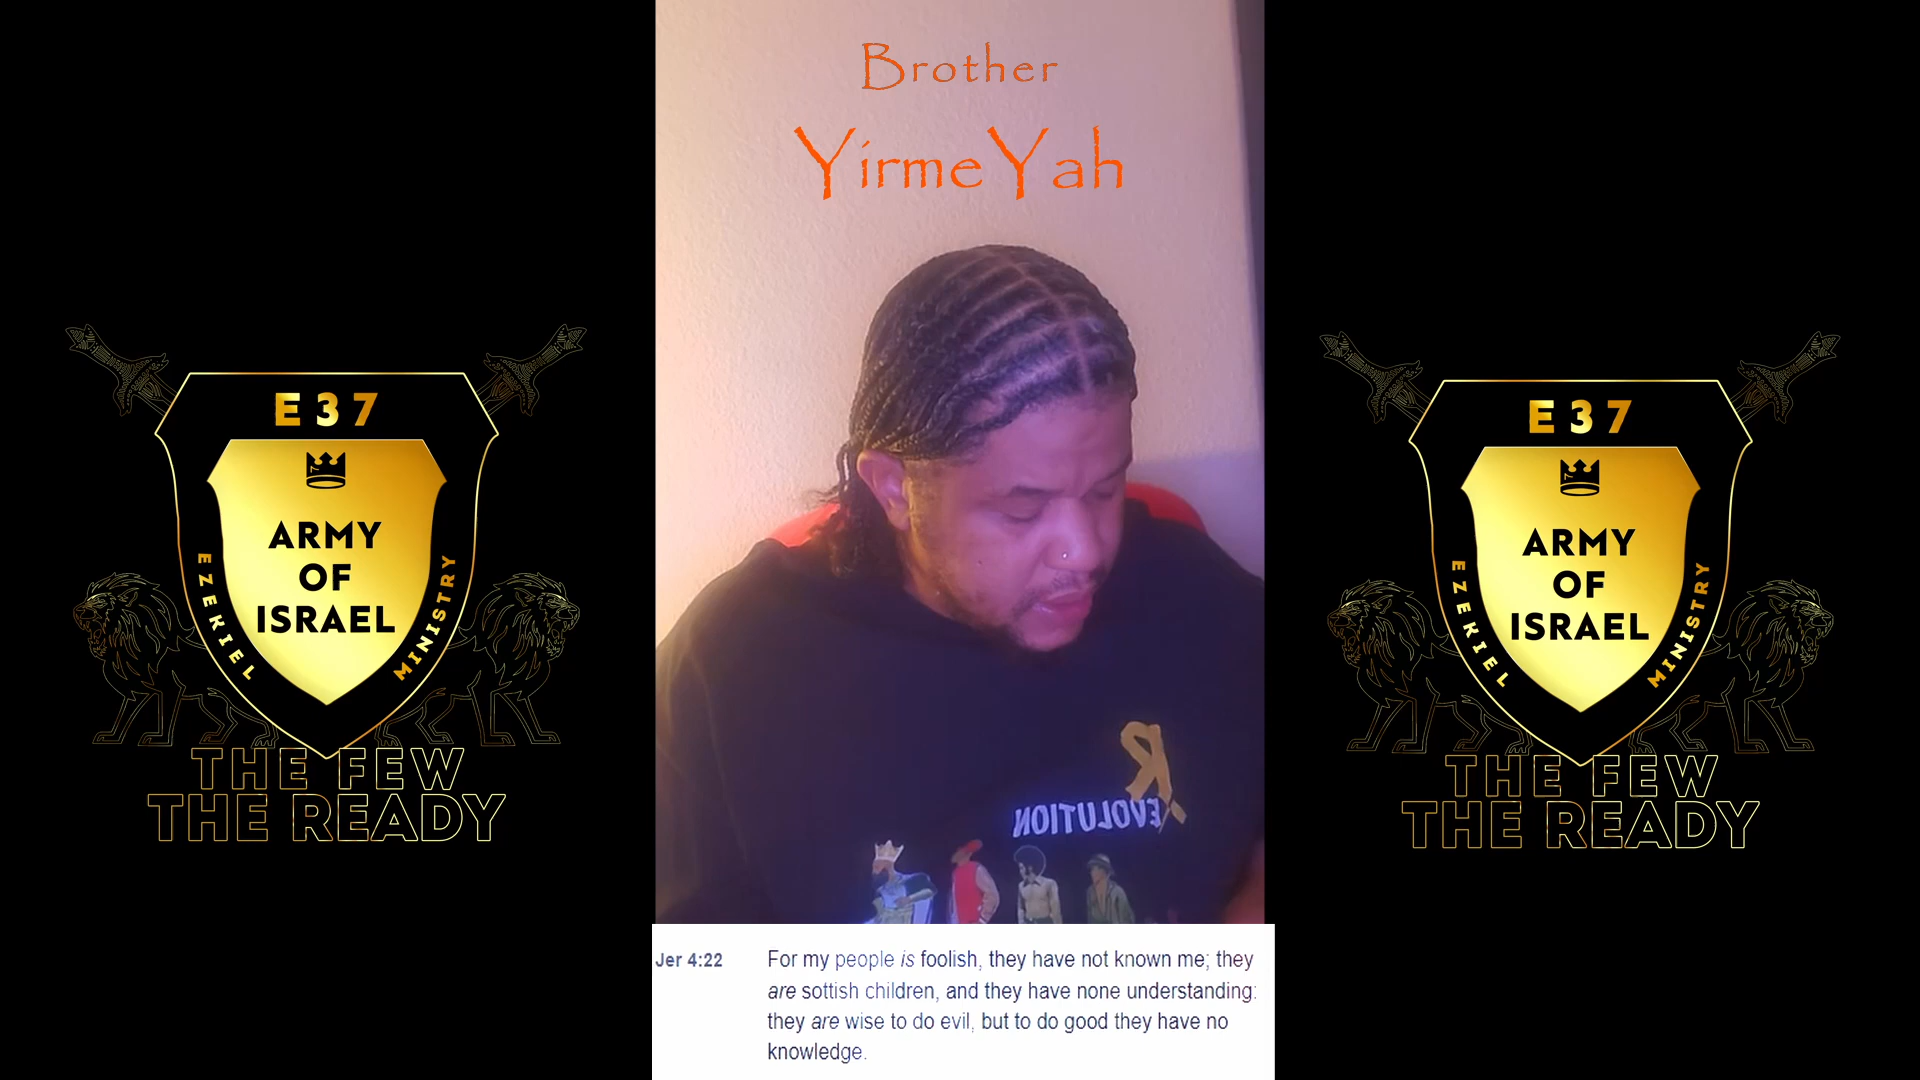 Brother
YirmeYah
E37
ARMY
OF
ISRAEL
EZEKIEL
MINISTRY
THE FEW
THE READY
R
EVOLUTION
Jer 4:22
For my people is foolish, they have not known me; they
are sottish children, and they have none understanding:
they are wise to do evil, but to do good they have no
knowledge.
E37
ARMY
OF
ISRAEL
EZEKIEL
MINISTRY
THE FEW
THE READY